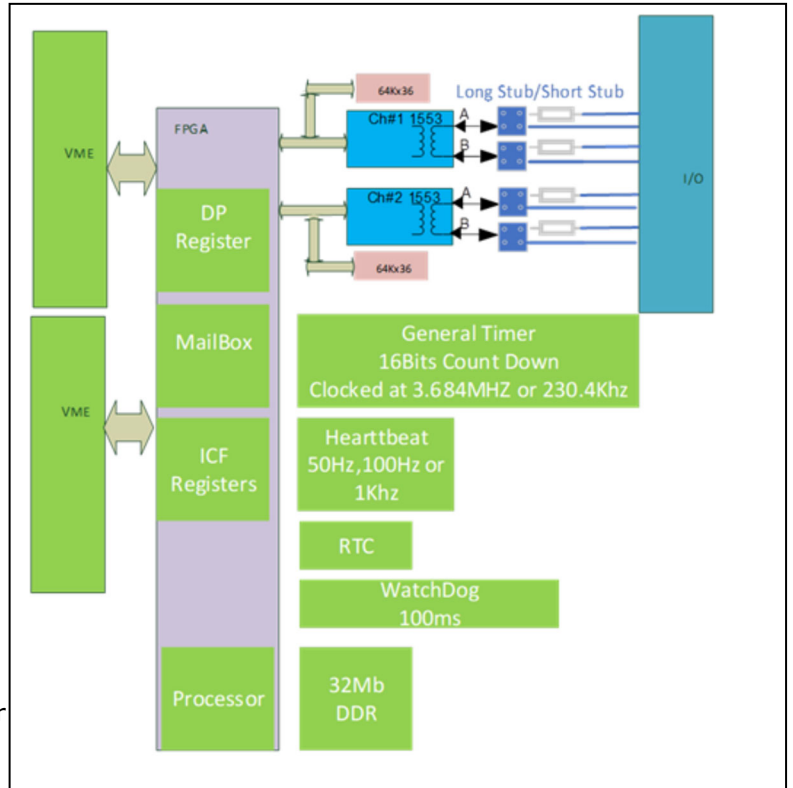 VME
FPGA
DP
Register
MailBox
VME
ICF
Registers
Processor
64Kx36
Ch#1 1553
A
B
Long Stub/Short Stub
Ch#2 1553
A
B
64Kx36
I/O
General Timer
16Bits Count Down
Clocked at 3.684MHZ or 230.4Khz
Hearttbeat
50Hz,100Hz or
1Khz
RTC
WatchDog
100ms
32Mb
DDR
r